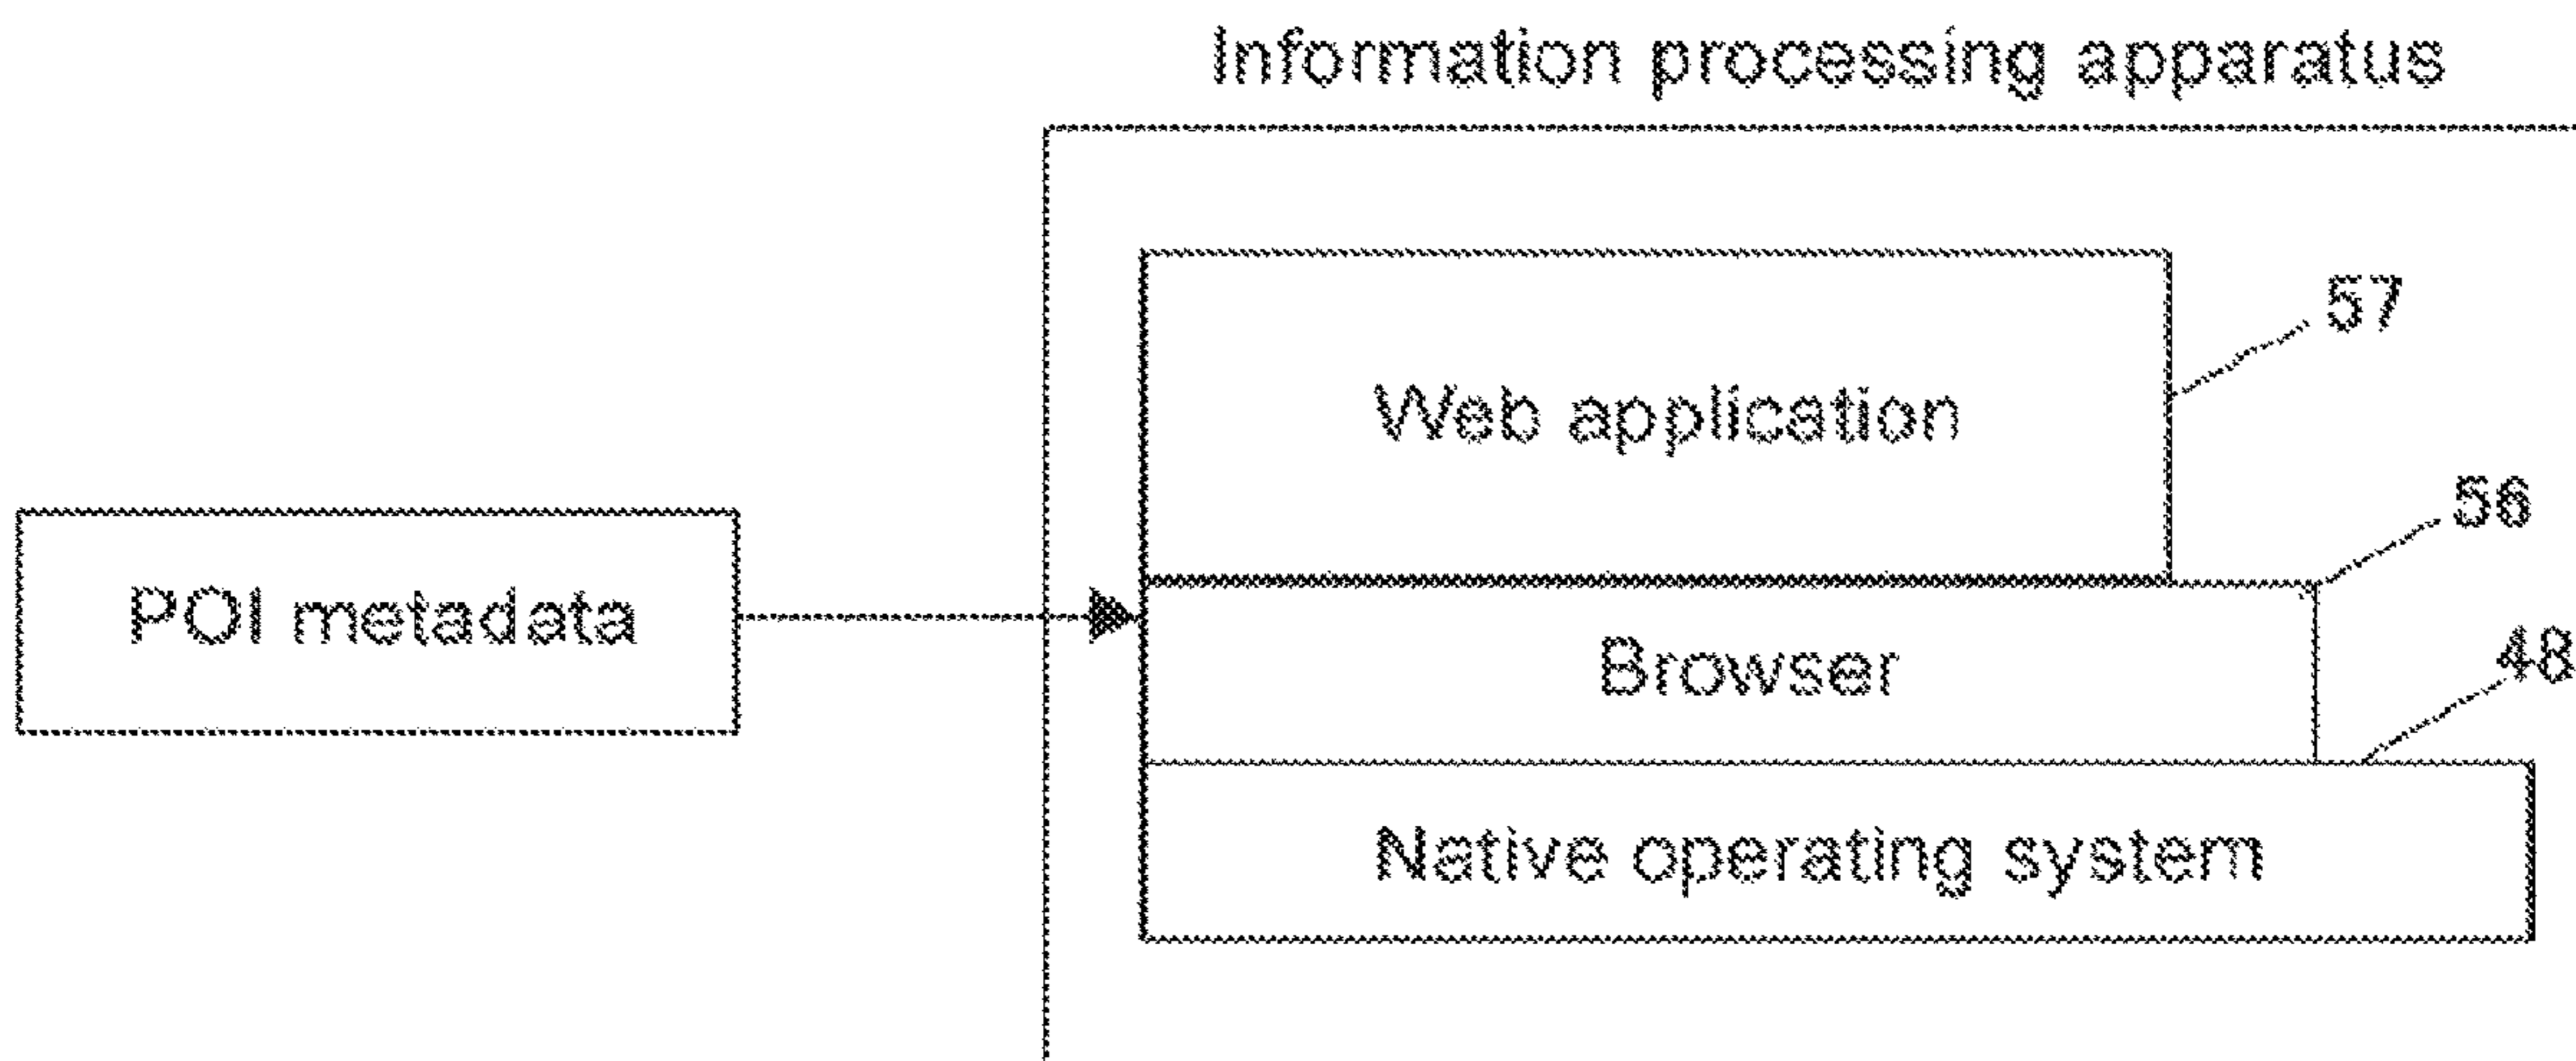 Information processing apparatus
57
Web application
56
POI metadata
Browser
48
Native operating system